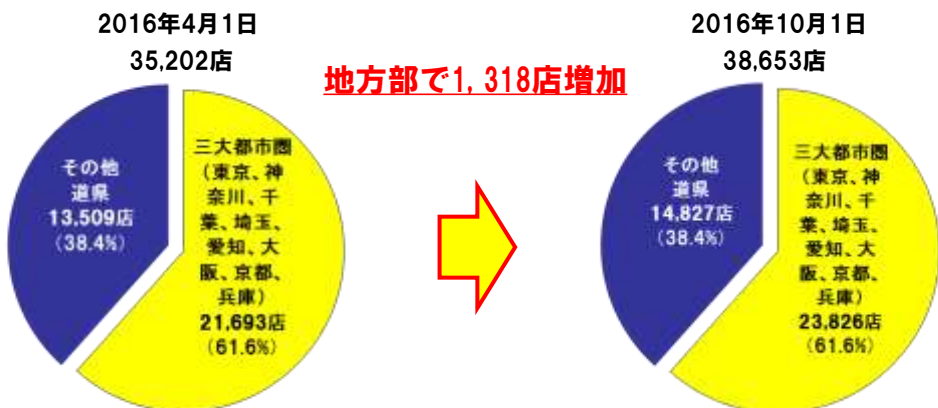 2016年4月1日
35,202店
その他
道県
13,509店
(38.4%)
三大都市圏
(東京、神
奈川、千
葉、埼玉、
愛知、大
阪、京都、
兵庫)
21,693店
(61.6%)
地方部で1,318店増加
2016年10月1日
38,653店
その他
道県
14,827店
(38.4%)
三大都市圏
(東京、神
奈川、千
葉、埼玉、
愛知、大
阪、京都、
兵庫)
23,826店
(61.6%)